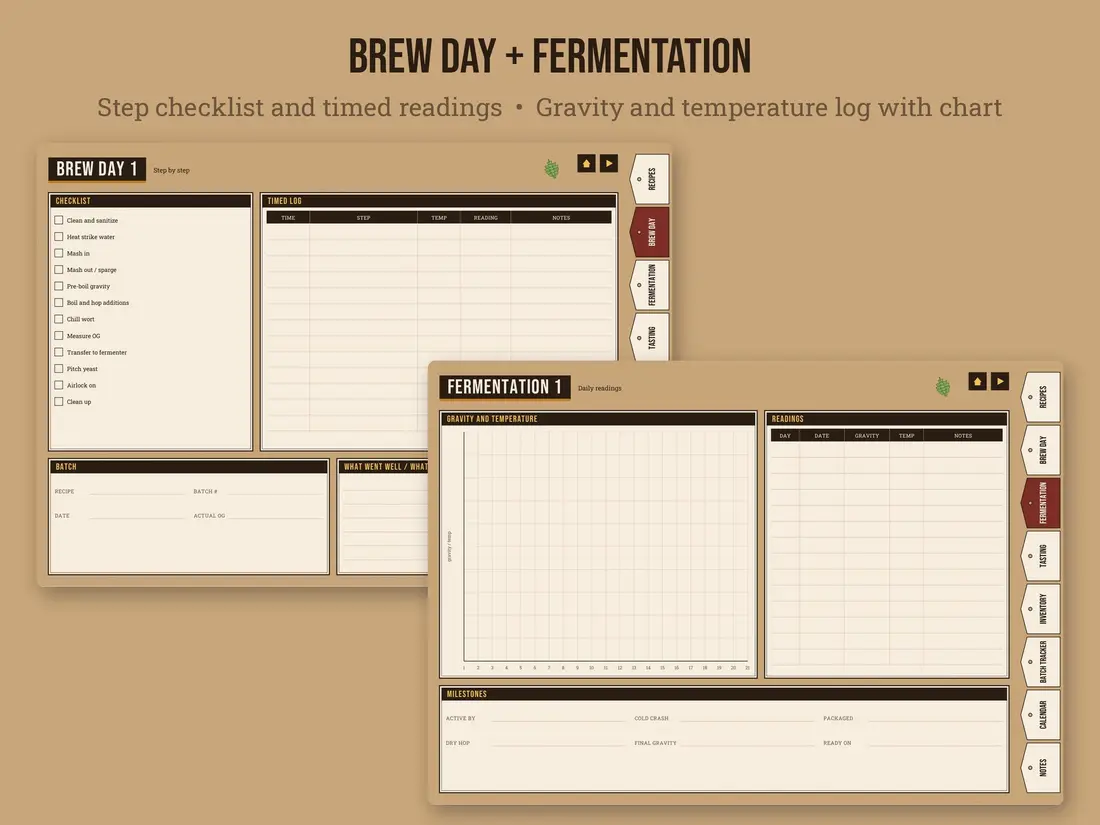 BREW DAY + FERMENTATION
Step checklist and timed readings • Gravity and temperature log with chart
BREW DAY 1
Step by step
CHECKLIST
Clean and sanitize
Heat strike water
Mash in
Mash out / sparge
Pre-boil gravity
Boil and hop additions
Chill wort
Measure OG
Transfer to fermenter
Pitch yeast
Airlock on
Clean up
TIMED LOG
TIME STEP TEMP READING NOTES
BATCH
RECIPE BATCH #
DATE ACTUAL OG
WHAT WENT WELL / WHAT
RECIPES
BREW DAY
FERMENTATION
TASTING
FERMENTATION 1
Daily readings
GRAVITY AND TEMPERATURE
gravity / temp
1 2 3 4 5 6 7 8 9 10 11 12 13 14 15 16 17 18 19 20 21
READINGS
DAY DATE GRAVITY TEMP NOTES
MILESTONES
ACTIVE BY COLD CRASH PACKAGED
DRY HOP FINAL GRAVITY READY ON
RECIPES
BREW DAY
FERMENTATION
TASTING
INVENTORY
BATCH TRACKER
CALENDAR
NOTES